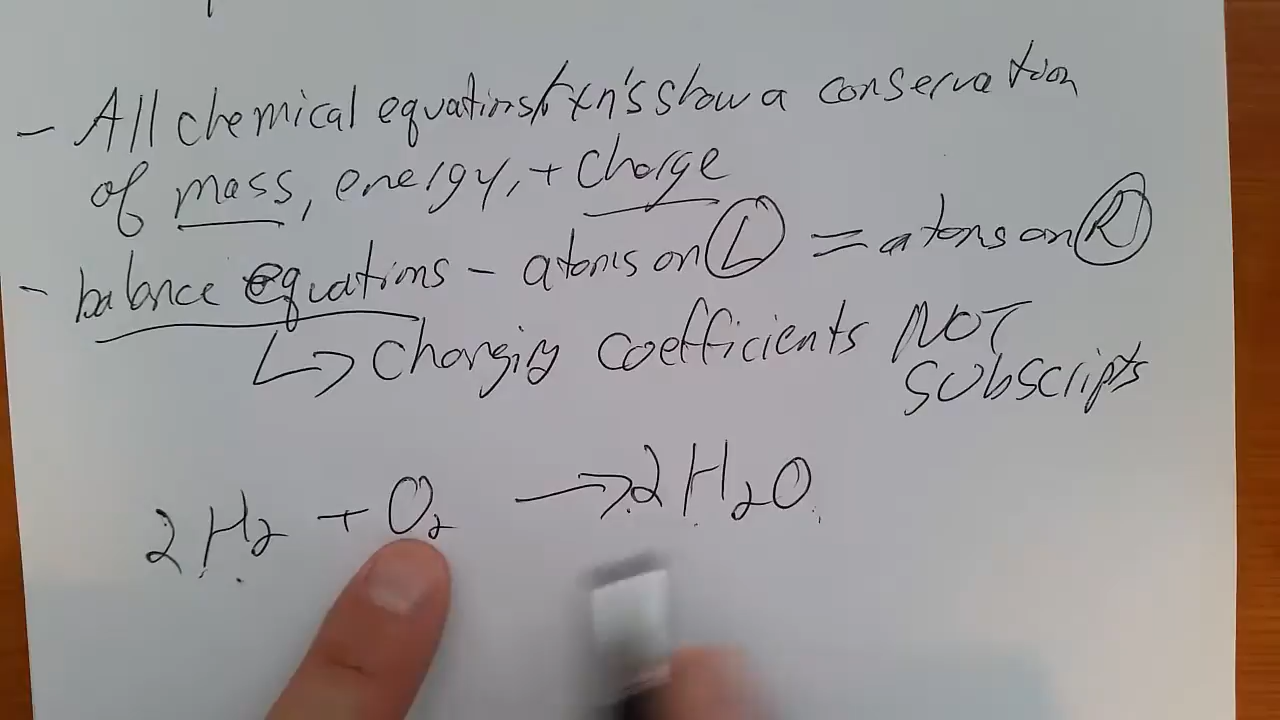 - All chemical equations/rxn's show a conservation
of mass, energy, + charge
- balance equations - atoms on L = atoms on R
↳ changing coefficients NOT
subscripts
2H₂ + O₂ → 2H₂O